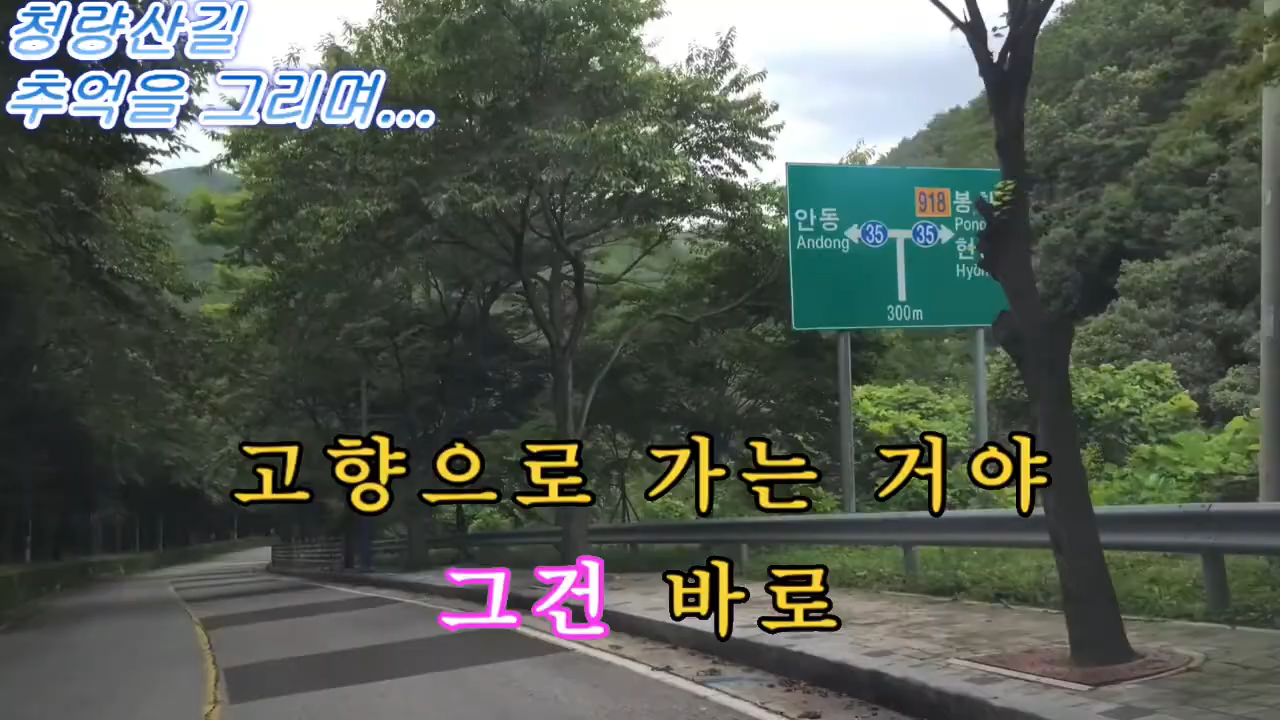 청량산길
추억을 그리며...
918
안동
35
35
Andong
300m
고향으로 가는 거야
그건 바로